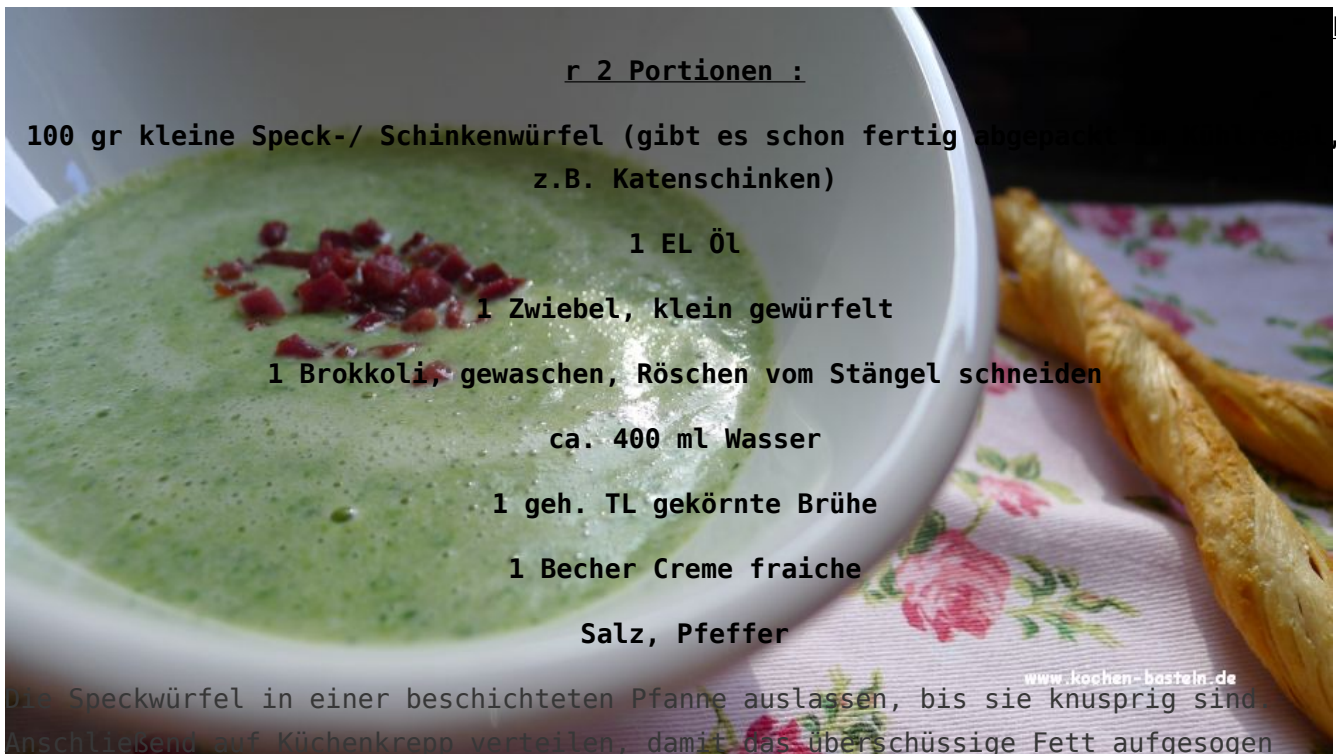 r 2 Portionen :
100 gr kleine Speck-/ Schinkenwürfel (gibt es schon fertig abgepackt
z.B. Katenschinken)
1 EL Öl
1 Zwiebel, klein gewürfelt
1 Brokkoli, gewaschen, Röschen vom Stängel schneiden
ca. 400 ml Wasser
1 geh. TL gekörnte Brühe
1 Becher Creme fraiche
Salz, Pfeffer
www.kochen-basteln.de
Die Speckwürfel in einer beschichteten Pfanne auslassen, bis sie knusprig sind.
Anschließend auf Küchenkrepp verteilen, damit das überschüssige Fett aufgesogen